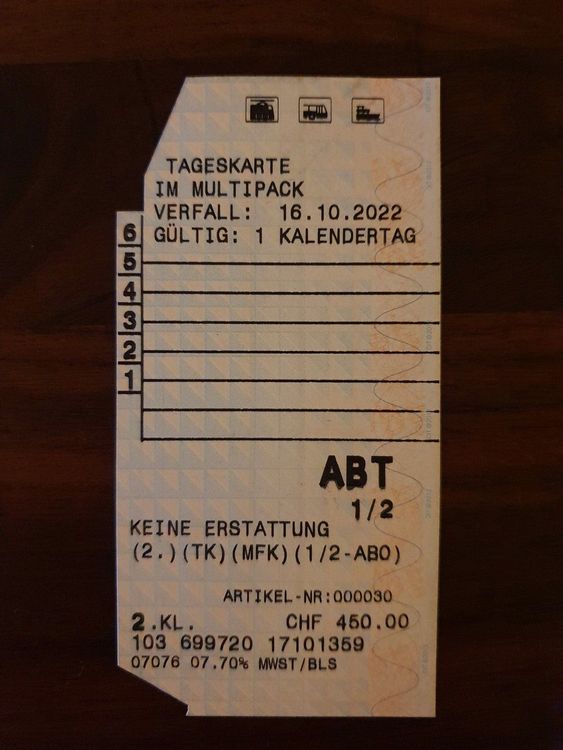 TAGESKARTE
IM MULTIPACK
VERFALL: 16.10.2022
GÜLTIG: 1 KALENDERTAG
6
5
4
3
2
1
ABT
1/2
KEINE ERSTATTUNG
(2.)(TK)(MFK)(1/2-ABO)
ARTIKEL-NR:000030
2.KL. CHF 450.00
103 699720 17101359
07076 07.70% MWST/BLS